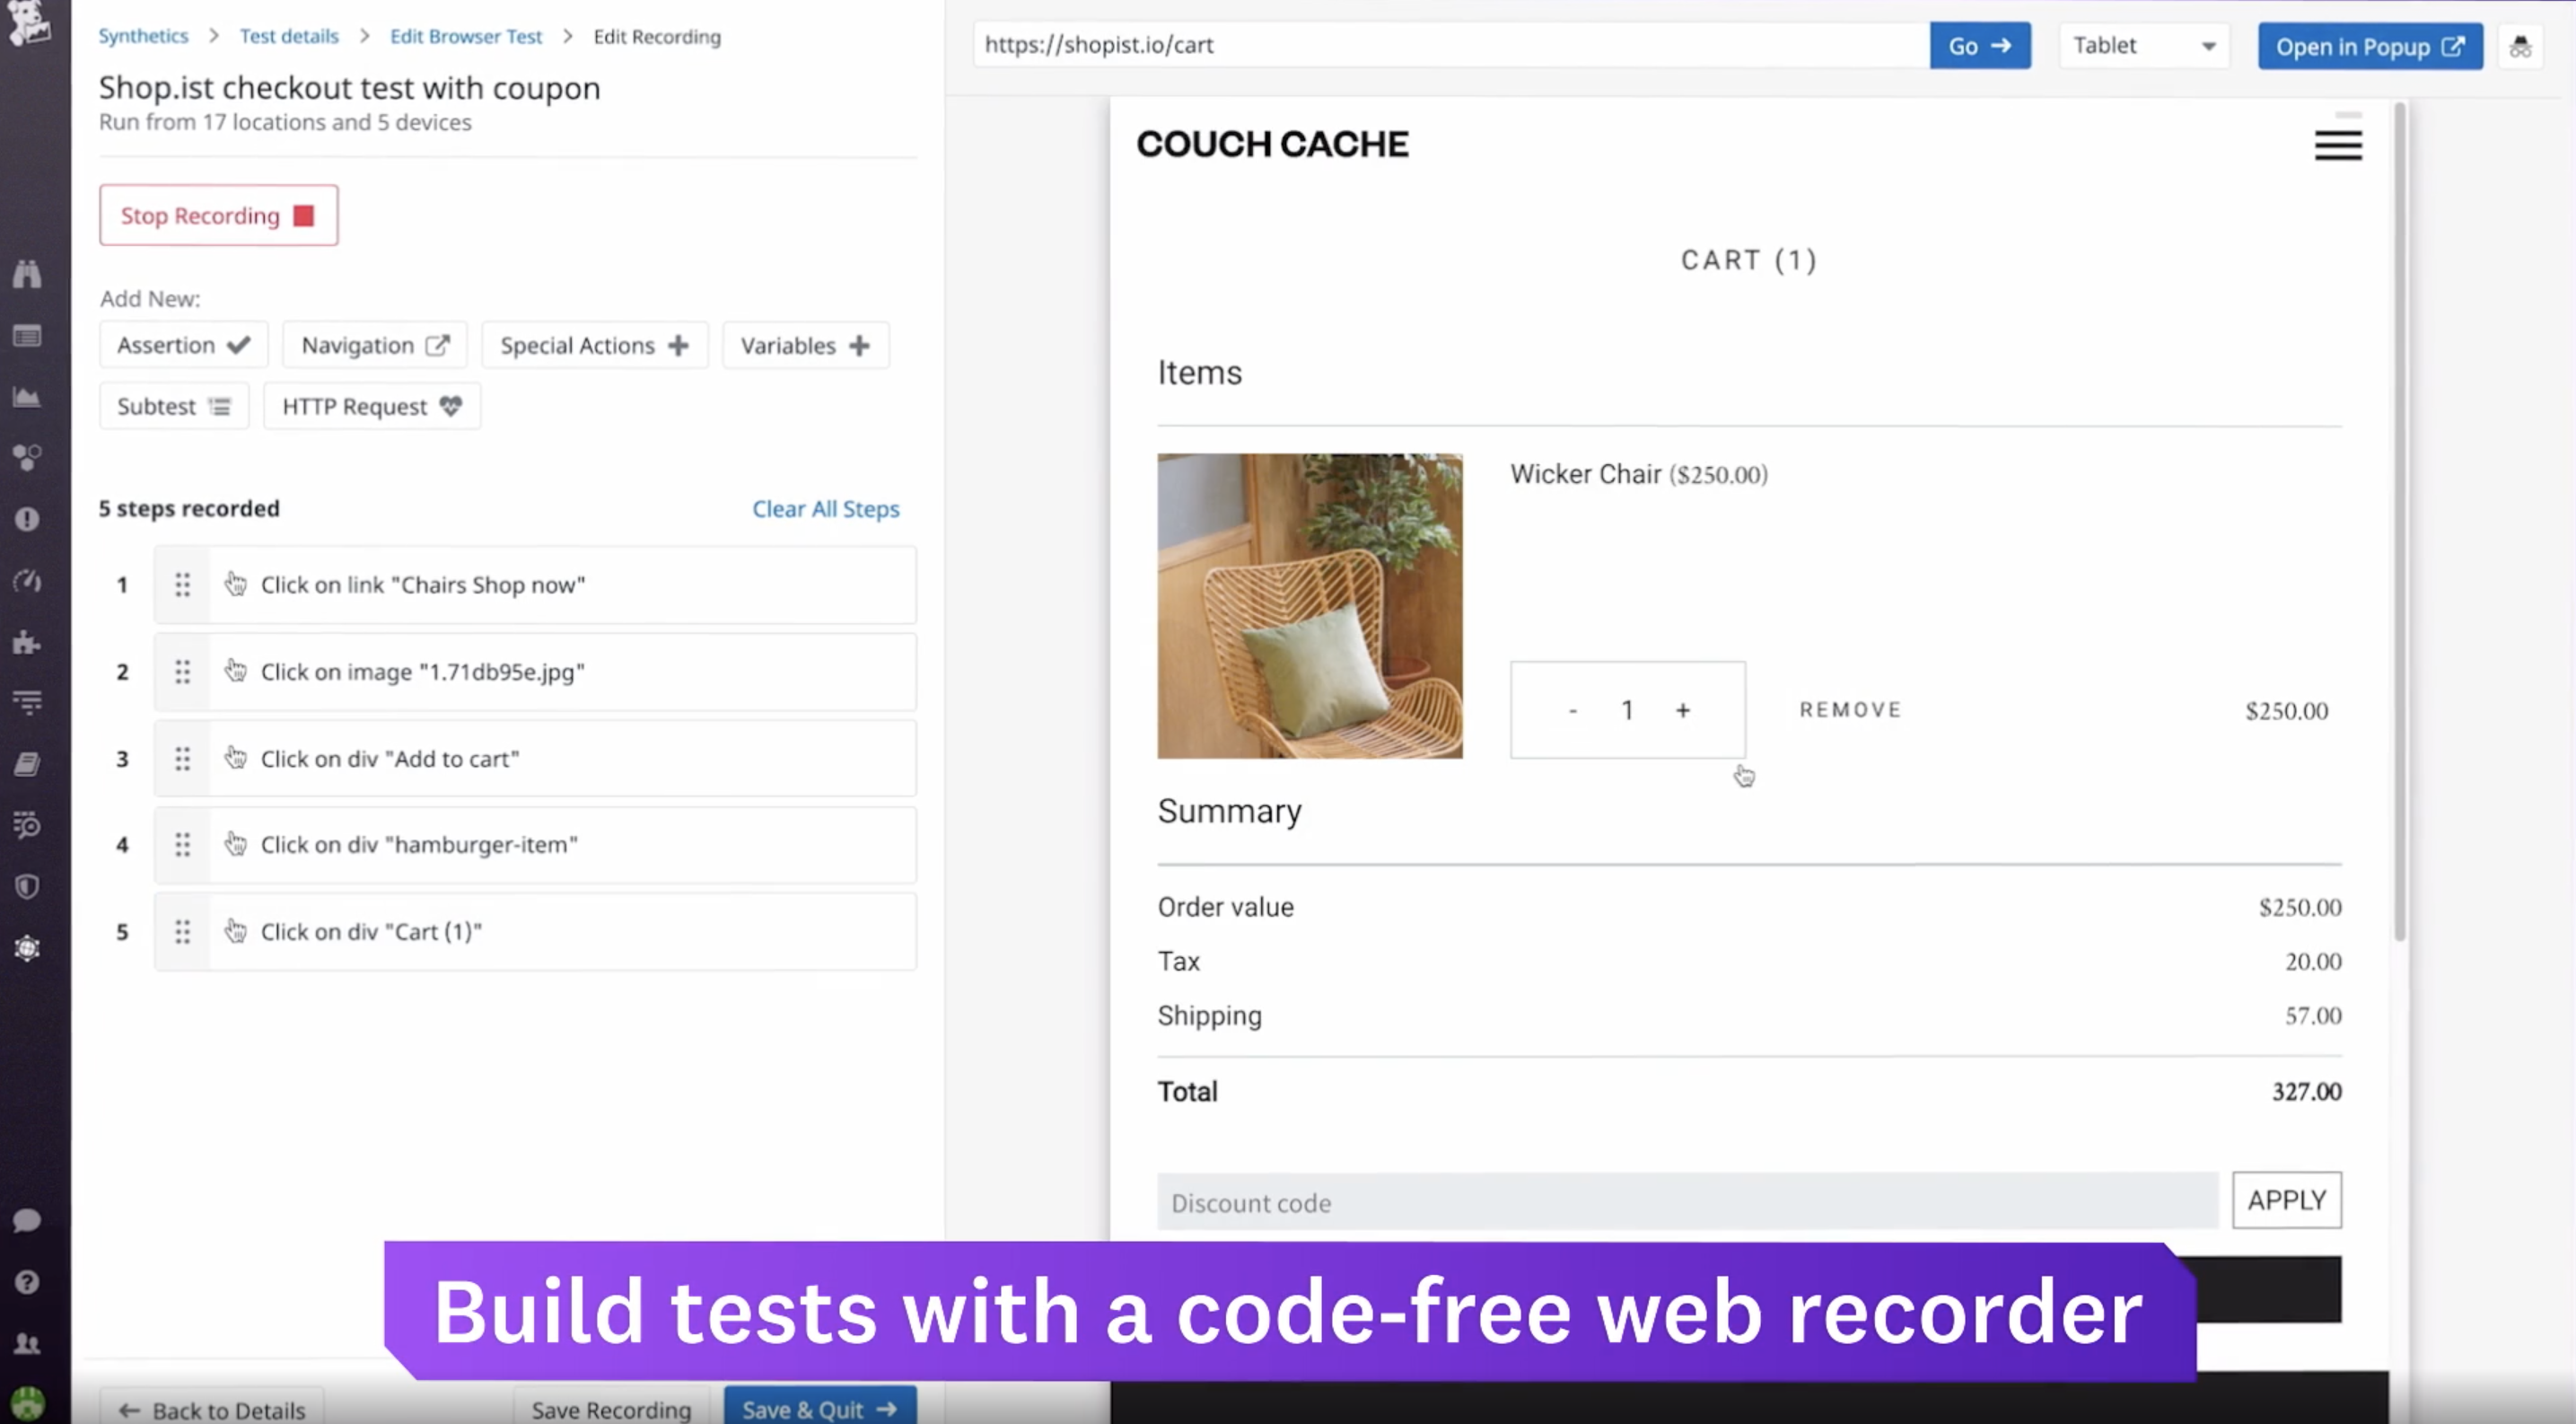 Synthetics > Test details > Edit Browser Test > Edit Recording
Shop.ist checkout test with coupon
Run from 17 locations and 5 devices
Stop Recording
Add New:
Assertion
Navigation
Special Actions
Variables
Subtest
HTTP Request
5 steps recorded
Clear All Steps
1 Click on link "Chairs Shop now"
2 Click on image "1.71db95e.jpg"
3 Click on div "Add to cart"
4 Click on div "hamburger-item"
5 Click on div "Cart (1)"
Back to Details
Save Recording
Save & Quit
https://shopist.io/cart
Go
Tablet
Open in Popup
COUCH CACHE
CART (1)
Items
Wicker Chair ($250.00)
- 1 +
REMOVE
$250.00
Summary
Order value $250.00
Tax 20.00
Shipping 57.00
Total 327.00
Discount code
APPLY
Build tests with a code-free web recorder